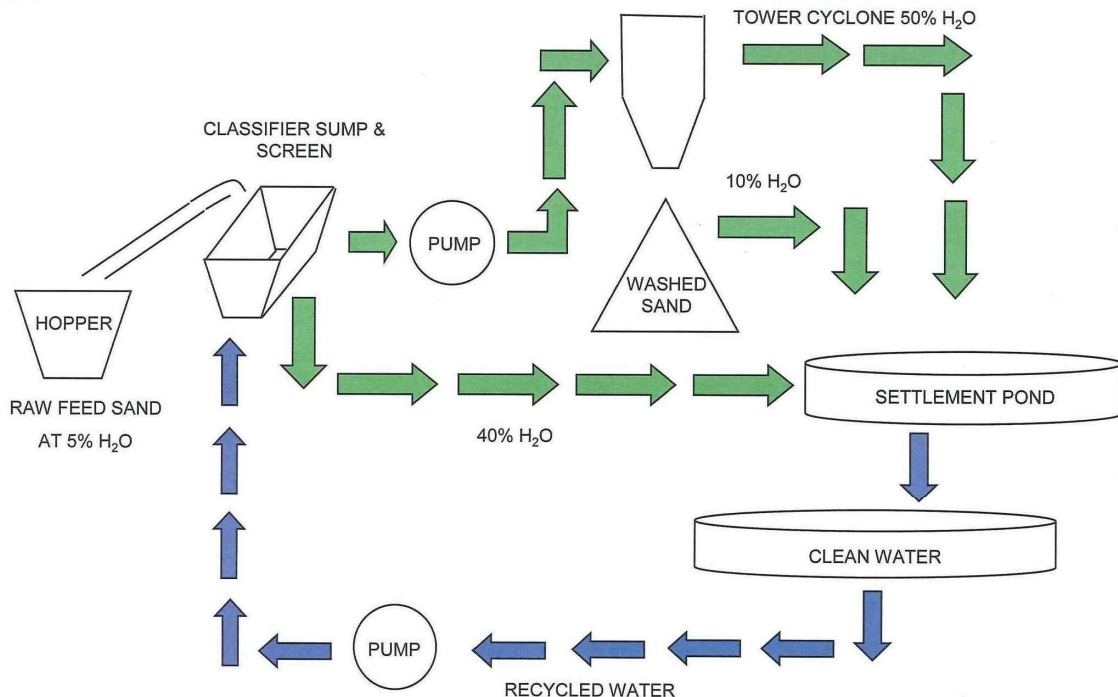 TOWER CYCLONE 50% H₂O
CLASSIFIER SUMP &
SCREEN
10% H₂O
PUMP
WASHED
SAND
HOPPER
RAW FEED SAND
AT 5% H₂O
40% H₂O
SETTLEMENT POND
CLEAN WATER
PUMP
RECYCLED WATER